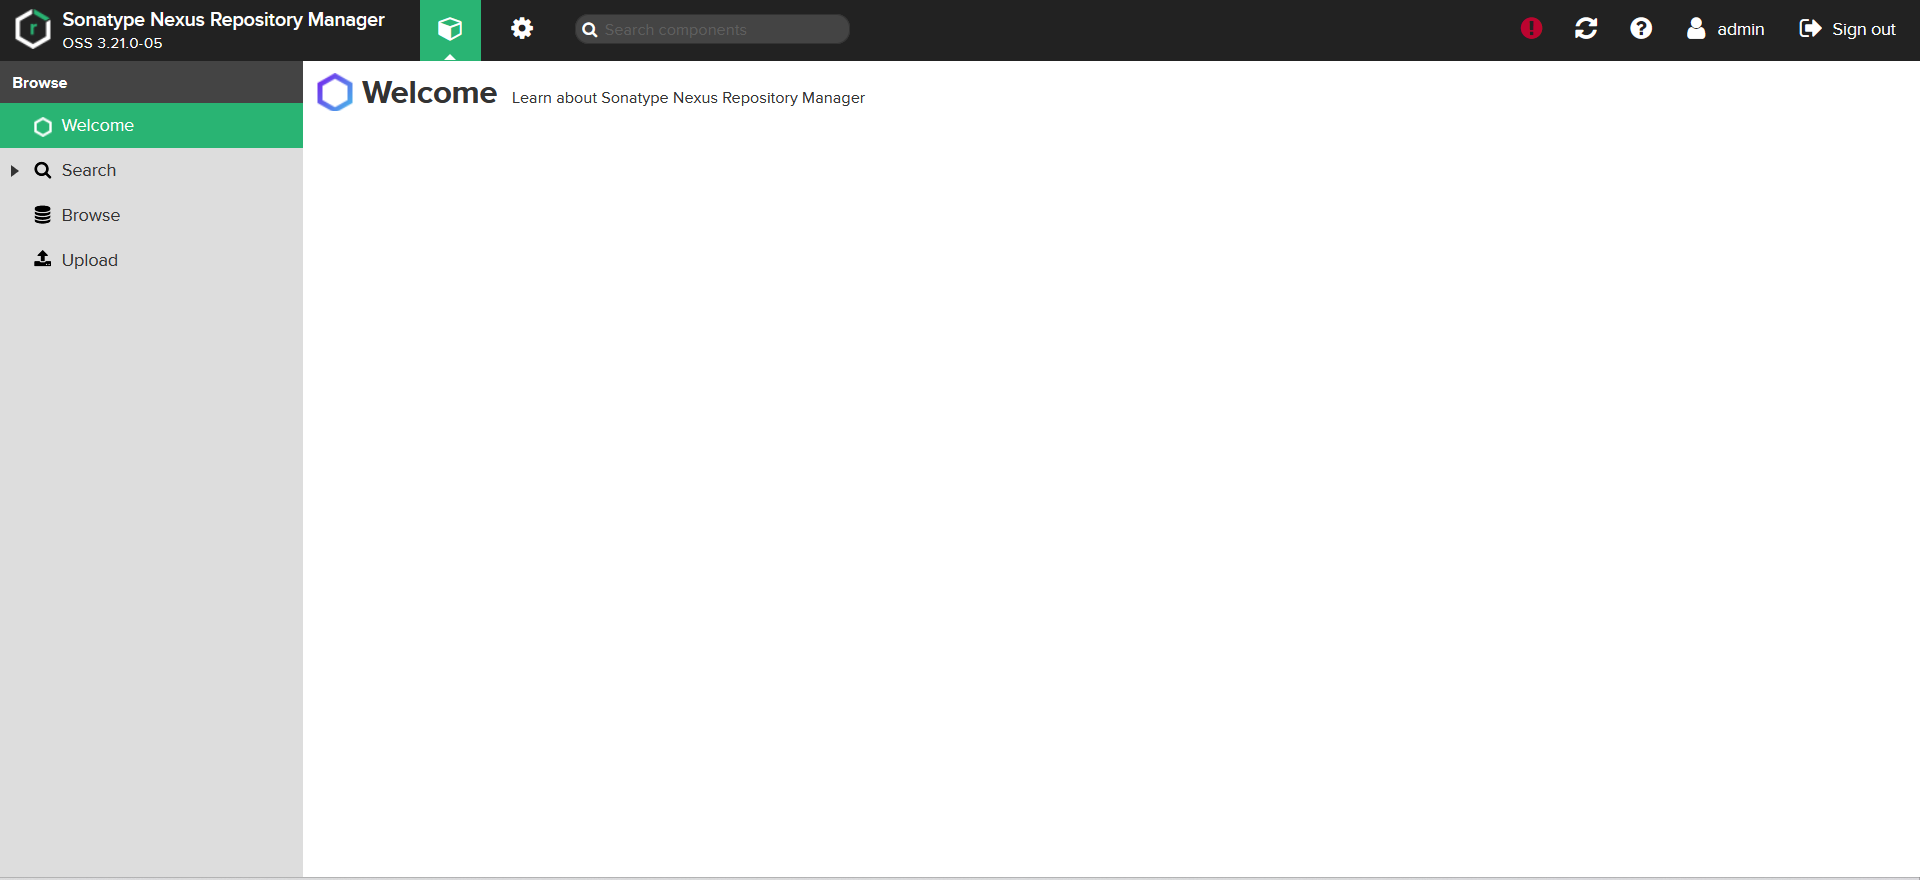 Sonatype Nexus Repository Manager
OSS 3.21.0-05
Search components
admin
Sign out
Browse
Welcome
Search
Browse
Upload
Welcome Learn about Sonatype Nexus Repository Manager